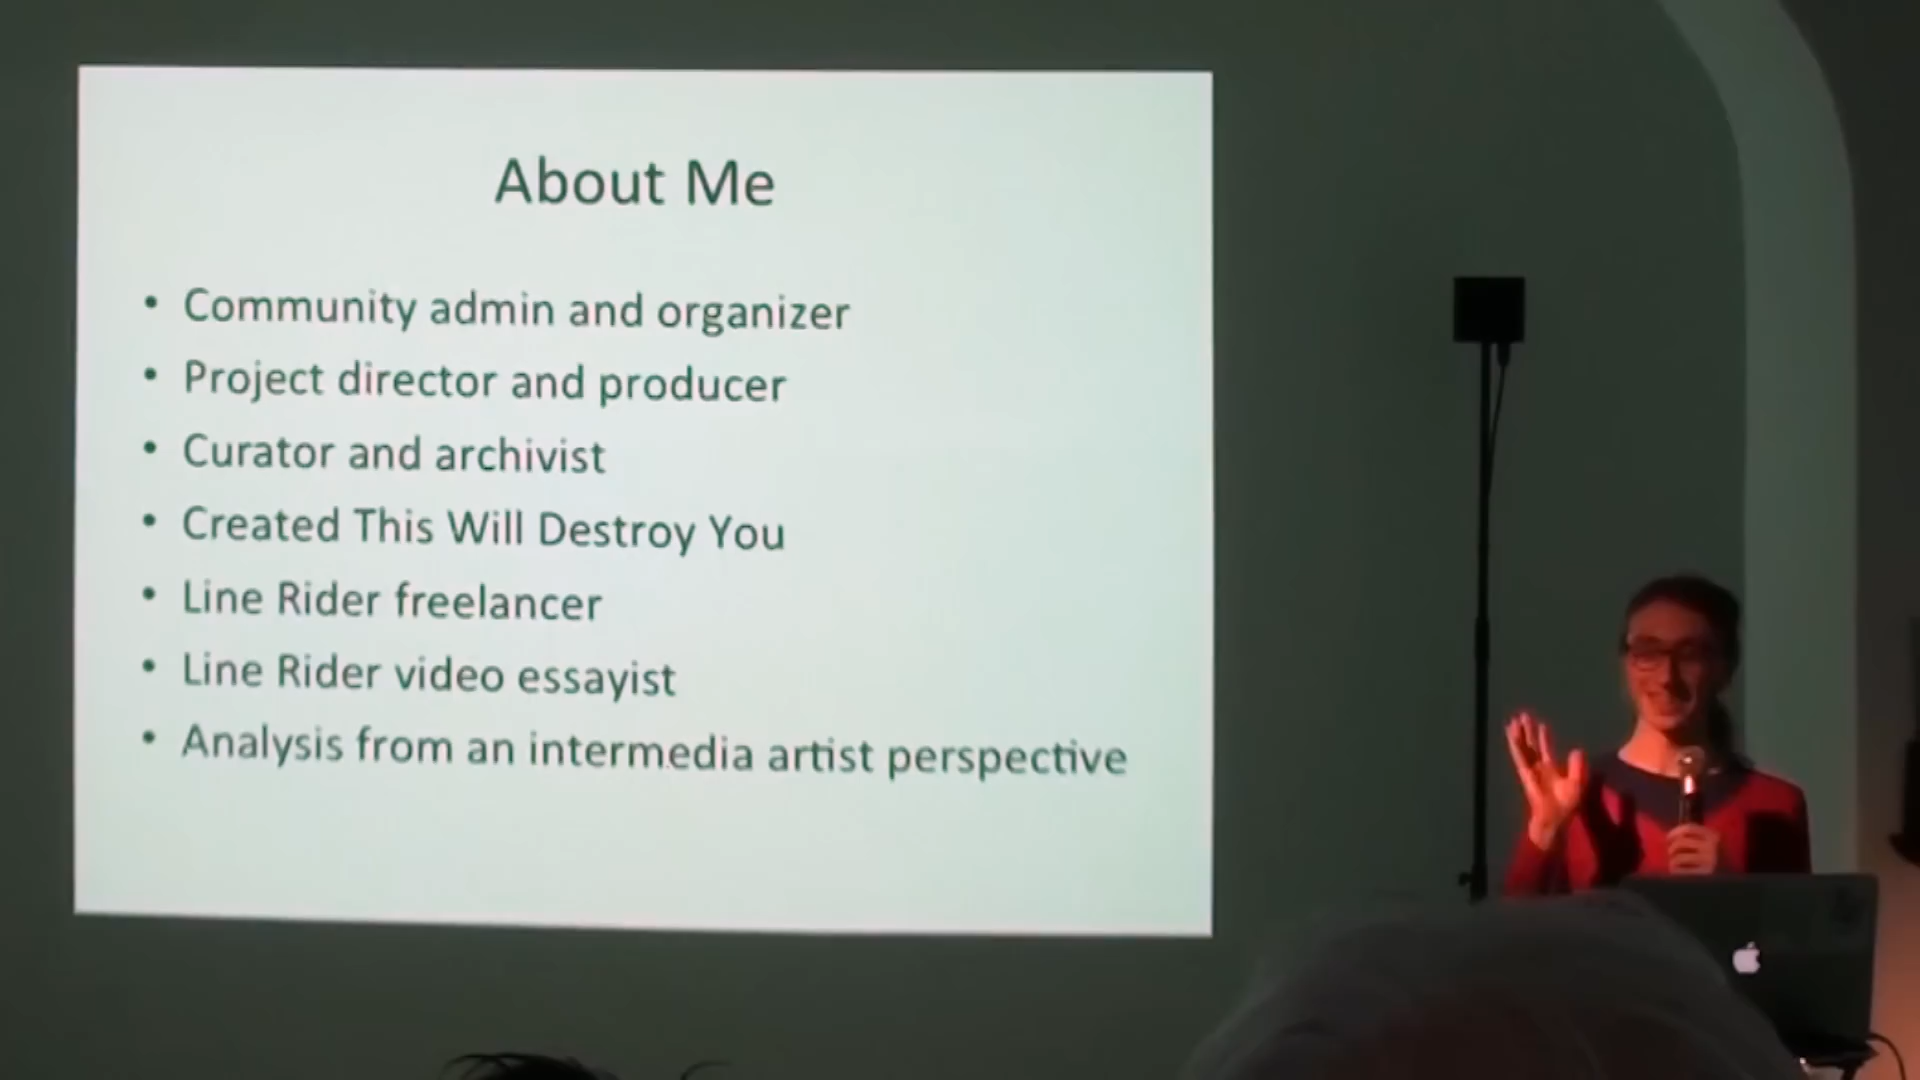 About Me
• Community admin and organizer
• Project director and producer
• Curator and archivist
• Created This Will Destroy You
• Line Rider freelancer
• Line Rider video essayist
• Analysis from an intermedia artist perspective